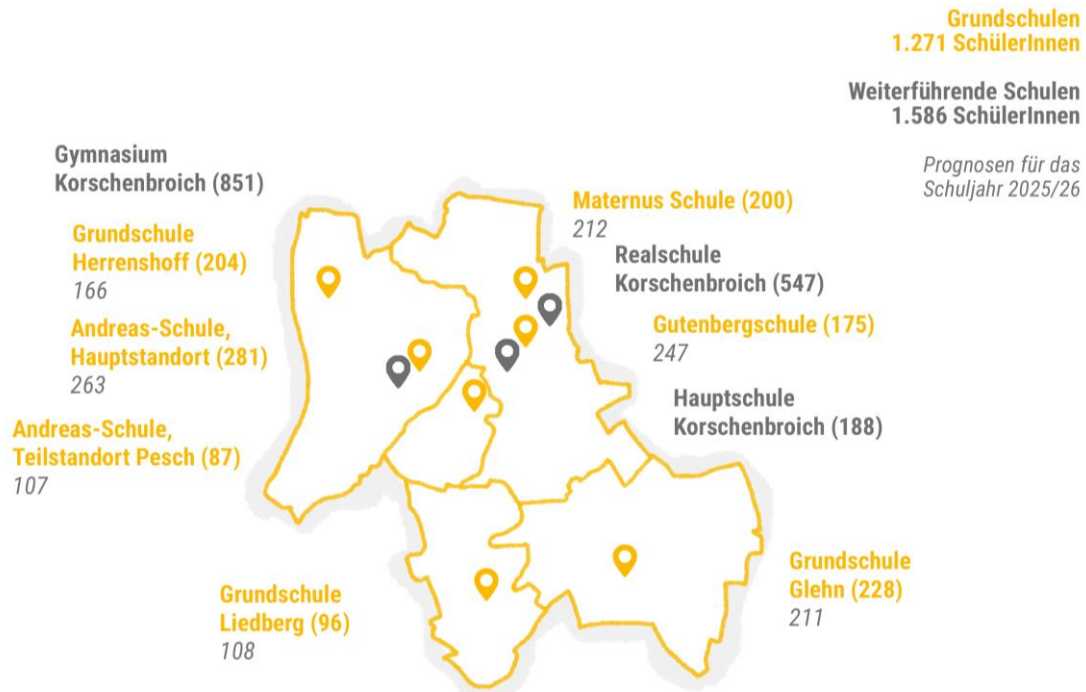 Grundschulen
1.271 SchülerInnen
Weiterführende Schulen
1.586 SchülerInnen
Prognosen für das
Schuljahr 2025/26
Gymnasium
Korschenbroich (851)
Grundschule
Herrenshoff (204)
166
Andreas-Schule,
Hauptstandort (281)
263
Andreas-Schule,
Teilstandort Pesch (87)
107
Grundschule
Liedberg (96)
108
Maternus Schule (200)
212
Realschule
Korschenbroich (547)
Gutenbergschule (175)
247
Hauptschule
Korschenbroich (188)
Grundschule
Glehn (228)
211